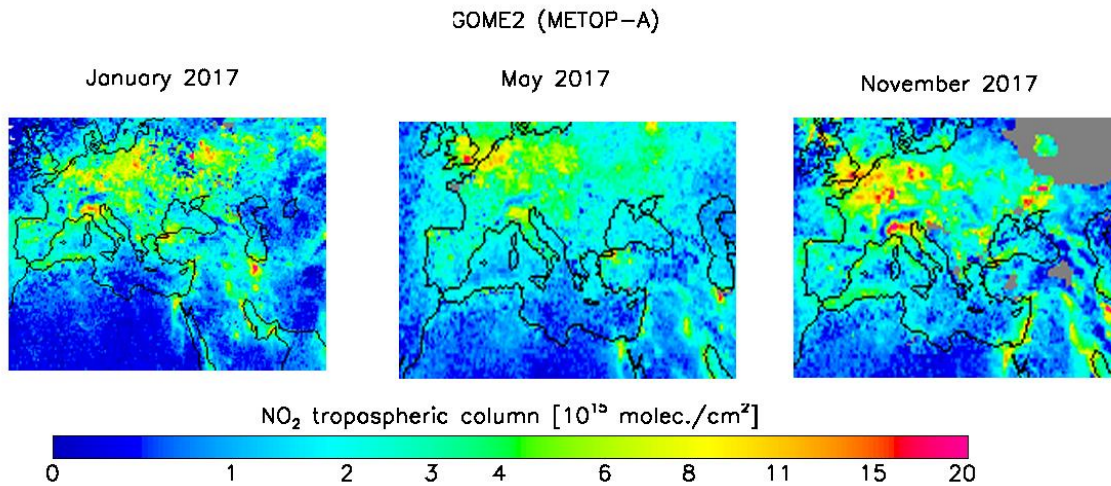 GOME2 (METOP-A)
January 2017
May 2017
November 2017
NO₂ tropospheric column [10¹⁵ molec./cm²]
0 1 2 3 4 6 8 11 15 20